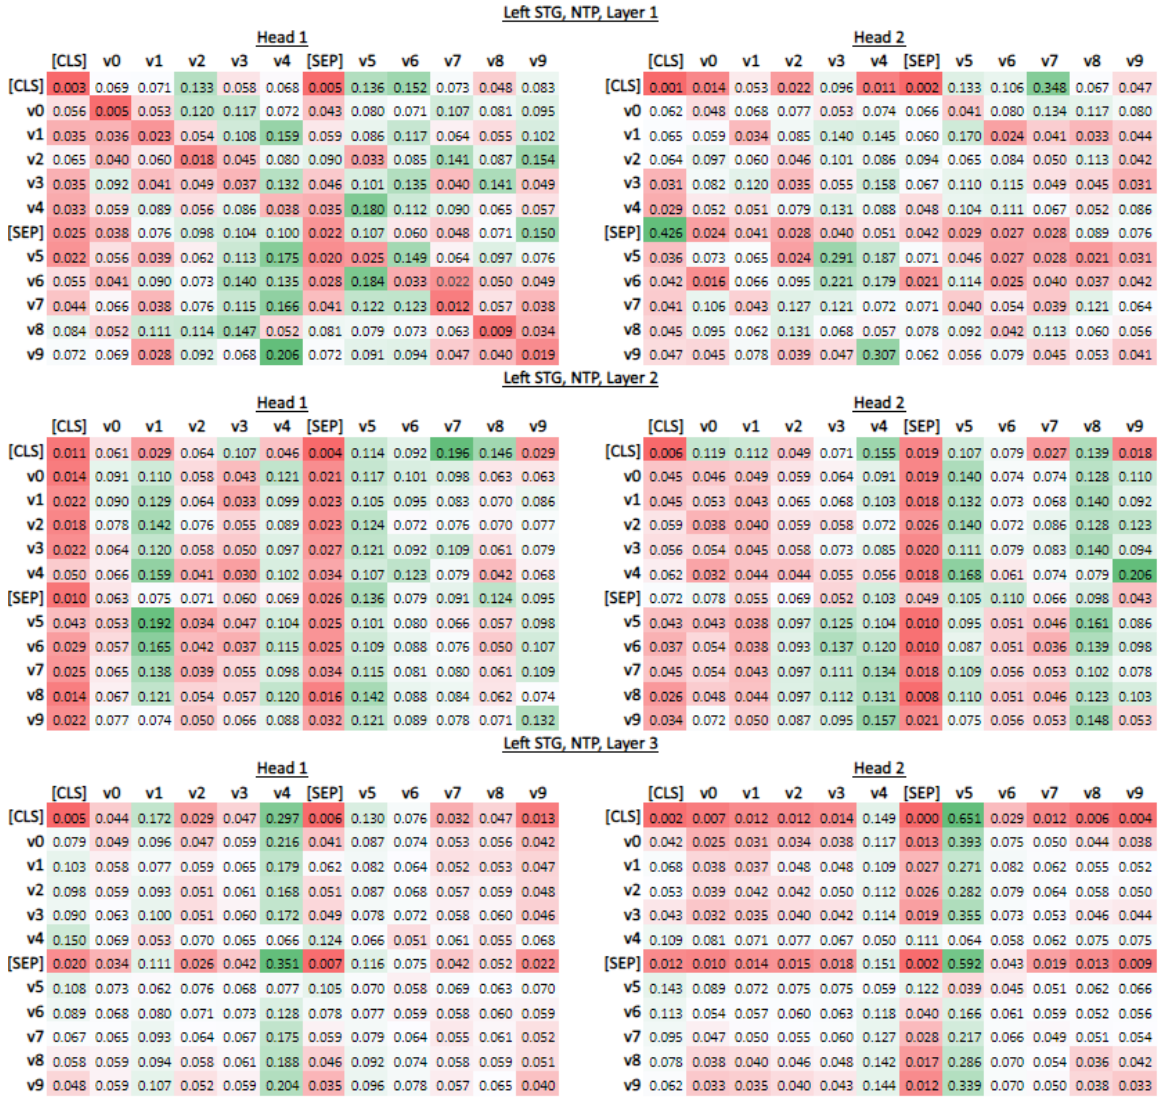 Left STG, NTP, Layer 1
Head 1 Head 2
[CLS] v0 v1 v2 v3 v4 [SEP] v5 v6 v7 v8 v9 [CLS] v0 v1 v2 v3 v4 [SEP] v5 v6 v7 v8 v9
[CLS] 0.003 0.069 0.071 0.133 0.058 0.068 0.005 0.136 0.152 0.073 0.048 0.083 [CLS] 0.001 0.014 0.053 0.022 0.096 0.011 0.002 0.133 0.106 0.348 0.067 0.047
v0 0.056 0.005 0.053 0.120 0.117 0.072 0.043 0.080 0.071 0.107 0.081 0.095 v0 0.062 0.048 0.068 0.077 0.085 0.094 0.066 0.041 0.080 0.134 0.117 0.080
v1 0.035 0.036 0.023 0.054 0.108 0.159 0.059 0.086 0.117 0.064 0.055 0.102 v1 0.065 0.059 0.034 0.085 0.140 0.145 0.060 0.170 0.024 0.041 0.033 0.044
v2 0.065 0.040 0.060 0.018 0.045 0.080 0.090 0.033 0.085 0.141 0.087 0.154 v2 0.064 0.097 0.060 0.046 0.101 0.086 0.094 0.065 0.084 0.050 0.113 0.042
v3 0.035 0.092 0.041 0.049 0.037 0.132 0.046 0.101 0.135 0.040 0.141 0.049 v3 0.031 0.082 0.120 0.035 0.055 0.158 0.067 0.110 0.115 0.049 0.045 0.031
v4 0.033 0.059 0.089 0.056 0.086 0.038 0.035 0.180 0.112 0.090 0.065 0.057 v4 0.029 0.052 0.051 0.079 0.131 0.088 0.048 0.104 0.111 0.067 0.052 0.086
[SEP] 0.025 0.038 0.076 0.098 0.104 0.100 0.022 0.107 0.060 0.048 0.071 0.150 [SEP] 0.426 0.024 0.041 0.028 0.040 0.051 0.042 0.029 0.027 0.028 0.089 0.076
v5 0.022 0.056 0.039 0.062 0.113 0.175 0.020 0.025 0.149 0.064 0.097 0.076 v5 0.036 0.073 0.065 0.024 0.291 0.187 0.071 0.046 0.027 0.028 0.021 0.031
v6 0.055 0.041 0.090 0.073 0.140 0.135 0.028 0.184 0.033 0.022 0.050 0.049 v6 0.042 0.016 0.066 0.095 0.221 0.179 0.021 0.114 0.025 0.040 0.037 0.042
v7 0.044 0.066 0.038 0.076 0.115 0.166 0.041 0.122 0.123 0.012 0.057 0.038 v7 0.041 0.106 0.043 0.127 0.121 0.072 0.071 0.040 0.054 0.039 0.121 0.064
v8 0.084 0.052 0.111 0.114 0.147 0.052 0.081 0.079 0.073 0.063 0.009 0.034 v8 0.045 0.095 0.062 0.131 0.068 0.057 0.078 0.092 0.042 0.113 0.060 0.056
v9 0.072 0.069 0.028 0.092 0.068 0.206 0.072 0.091 0.094 0.047 0.040 0.019 v9 0.047 0.045 0.078 0.039 0.047 0.307 0.062 0.056 0.079 0.045 0.053 0.041
Left STG, NTP, Layer 2
Head 1 Head 2
[CLS] v0 v1 v2 v3 v4 [SEP] v5 v6 v7 v8 v9 [CLS] v0 v1 v2 v3 v4 [SEP] v5 v6 v7 v8 v9
[CLS] 0.011 0.061 0.029 0.064 0.107 0.046 0.004 0.114 0.092 0.196 0.146 0.029 [CLS] 0.006 0.119 0.112 0.049 0.071 0.155 0.019 0.107 0.079 0.027 0.139 0.018
v0 0.014 0.091 0.110 0.058 0.043 0.121 0.021 0.117 0.101 0.098 0.063 0.063 v0 0.045 0.046 0.049 0.059 0.064 0.091 0.019 0.140 0.074 0.074 0.128 0.110
v1 0.022 0.090 0.129 0.064 0.033 0.099 0.023 0.105 0.095 0.083 0.070 0.086 v1 0.045 0.053 0.043 0.065 0.068 0.103 0.018 0.132 0.073 0.068 0.140 0.092
v2 0.018 0.078 0.142 0.076 0.055 0.089 0.023 0.124 0.072 0.076 0.070 0.077 v2 0.059 0.038 0.040 0.059 0.058 0.072 0.026 0.140 0.072 0.086 0.128 0.123
v3 0.022 0.064 0.120 0.058 0.050 0.097 0.027 0.121 0.092 0.109 0.061 0.079 v3 0.056 0.054 0.045 0.058 0.073 0.085 0.020 0.111 0.079 0.083 0.140 0.094
v4 0.050 0.066 0.159 0.041 0.030 0.102 0.034 0.107 0.123 0.079 0.042 0.068 v4 0.062 0.032 0.044 0.044 0.055 0.056 0.018 0.168 0.061 0.074 0.079 0.206
[SEP] 0.010 0.063 0.075 0.071 0.060 0.069 0.026 0.136 0.079 0.091 0.124 0.095 [SEP] 0.072 0.078 0.055 0.069 0.052 0.103 0.049 0.105 0.110 0.066 0.098 0.043
v5 0.043 0.053 0.192 0.034 0.047 0.104 0.025 0.101 0.080 0.066 0.057 0.098 v5 0.043 0.043 0.038 0.097 0.125 0.104 0.010 0.095 0.051 0.046 0.161 0.086
v6 0.029 0.057 0.165 0.042 0.037 0.115 0.025 0.109 0.088 0.076 0.050 0.107 v6 0.037 0.054 0.038 0.093 0.137 0.120 0.010 0.087 0.051 0.036 0.139 0.098
v7 0.025 0.065 0.138 0.039 0.055 0.098 0.034 0.115 0.081 0.080 0.061 0.109 v7 0.045 0.054 0.043 0.097 0.111 0.134 0.018 0.109 0.056 0.053 0.102 0.078
v8 0.014 0.067 0.121 0.054 0.057 0.120 0.016 0.142 0.088 0.084 0.062 0.074 v8 0.026 0.048 0.044 0.097 0.112 0.131 0.008 0.110 0.051 0.046 0.123 0.103
v9 0.022 0.077 0.074 0.050 0.066 0.088 0.032 0.121 0.089 0.078 0.071 0.132 v9 0.034 0.072 0.050 0.087 0.095 0.157 0.021 0.075 0.056 0.053 0.148 0.053
Left STG, NTP, Layer 3
Head 1 Head 2
[CLS] v0 v1 v2 v3 v4 [SEP] v5 v6 v7 v8 v9 [CLS] v0 v1 v2 v3 v4 [SEP] v5 v6 v7 v8 v9
[CLS] 0.005 0.044 0.172 0.029 0.047 0.297 0.006 0.130 0.076 0.032 0.047 0.013 [CLS] 0.002 0.007 0.012 0.012 0.014 0.149 0.000 0.651 0.029 0.012 0.006 0.004
v0 0.079 0.049 0.096 0.047 0.059 0.216 0.041 0.087 0.074 0.053 0.056 0.042 v0 0.042 0.025 0.031 0.034 0.038 0.117 0.013 0.393 0.075 0.050 0.044 0.038
v1 0.103 0.058 0.077 0.059 0.065 0.179 0.062 0.082 0.064 0.052 0.053 0.047 v1 0.068 0.038 0.037 0.048 0.048 0.109 0.027 0.271 0.082 0.062 0.055 0.052
v2 0.098 0.059 0.093 0.051 0.061 0.168 0.051 0.087 0.068 0.057 0.059 0.048 v2 0.053 0.039 0.042 0.042 0.050 0.112 0.026 0.282 0.079 0.064 0.058 0.050
v3 0.090 0.063 0.100 0.051 0.060 0.172 0.049 0.078 0.072 0.058 0.060 0.046 v3 0.043 0.032 0.035 0.040 0.042 0.114 0.019 0.355 0.073 0.053 0.046 0.044
v4 0.150 0.069 0.053 0.070 0.065 0.066 0.124 0.066 0.051 0.061 0.055 0.068 v4 0.109 0.081 0.071 0.077 0.067 0.050 0.111 0.064 0.058 0.062 0.075 0.075
[SEP] 0.020 0.034 0.111 0.026 0.042 0.351 0.007 0.116 0.075 0.042 0.052 0.022 [SEP] 0.012 0.010 0.014 0.015 0.018 0.151 0.002 0.592 0.043 0.019 0.013 0.009
v5 0.108 0.073 0.062 0.076 0.068 0.077 0.105 0.070 0.058 0.069 0.063 0.070 v5 0.143 0.089 0.072 0.075 0.075 0.059 0.122 0.039 0.045 0.051 0.062 0.066
v6 0.089 0.068 0.080 0.071 0.073 0.128 0.078 0.077 0.059 0.058 0.060 0.059 v6 0.113 0.054 0.057 0.060 0.063 0.118 0.040 0.166 0.061 0.059 0.052 0.056
v7 0.067 0.065 0.093 0.064 0.067 0.175 0.059 0.079 0.064 0.055 0.061 0.052 v7 0.095 0.047 0.050 0.055 0.060 0.127 0.028 0.217 0.066 0.049 0.051 0.054
v8 0.058 0.059 0.094 0.058 0.061 0.188 0.046 0.092 0.074 0.058 0.059 0.051 v8 0.078 0.038 0.040 0.046 0.048 0.142 0.017 0.286 0.070 0.054 0.036 0.042
v9 0.048 0.059 0.107 0.052 0.059 0.204 0.035 0.096 0.078 0.057 0.065 0.040 v9 0.062 0.033 0.035 0.040 0.043 0.144 0.012 0.339 0.070 0.050 0.038 0.033